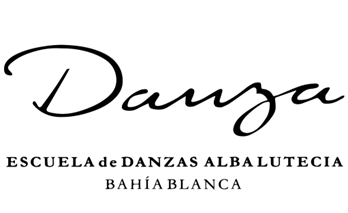 Danza
ESCUELA de DANZAS ALBA LUTECIA
BAHÍA BLANCA